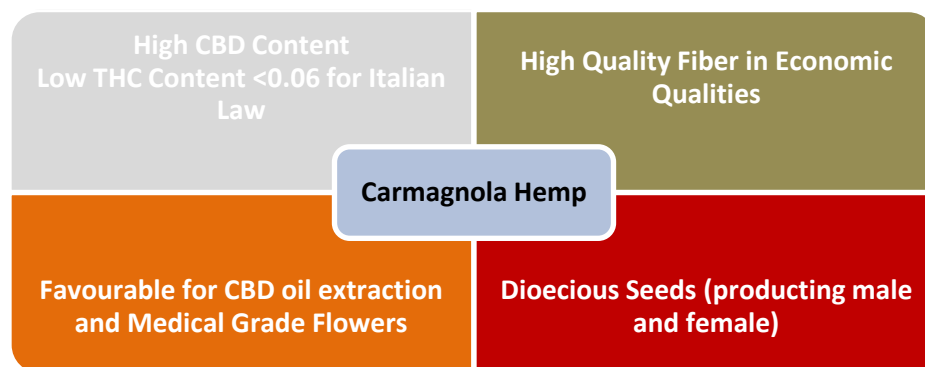 High CBD Content
Low THC Content <0.06 for Italian
Law
High Quality Fiber in Economic
Qualities
Carmagnola Hemp
Favourable for CBD oil extraction
and Medical Grade Flowers
Dioecious Seeds (producting male
and female)